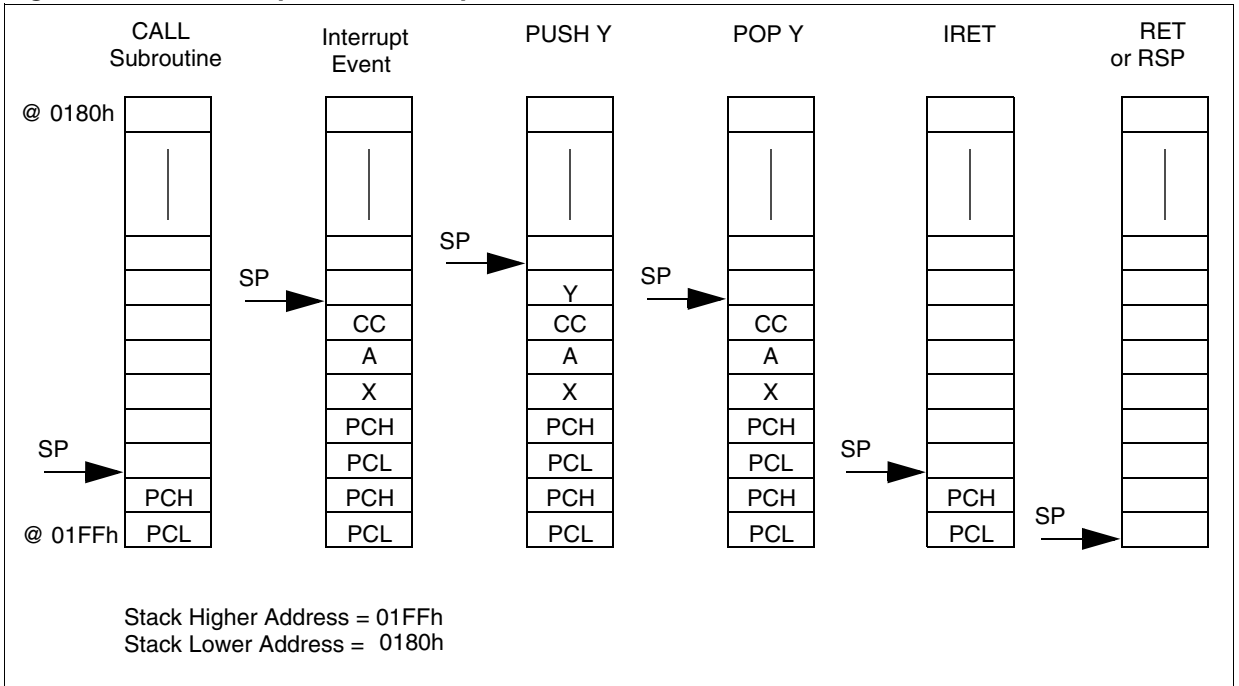 CALL
Subroutine
Interrupt
Event
PUSH Y
POP Y
IRET
RET
or RSP
@ 0180h
SP
SP
SP
SP
SP
SP
PCH
@ 01FFh
PCL
CC
A
X
PCH
PCL
PCH
PCL
Y
CC
A
X
PCH
PCL
PCH
PCL
CC
A
X
PCH
PCL
PCH
PCL
PCH
PCL
Stack Higher Address = 01FFh
Stack Lower Address = 0180h